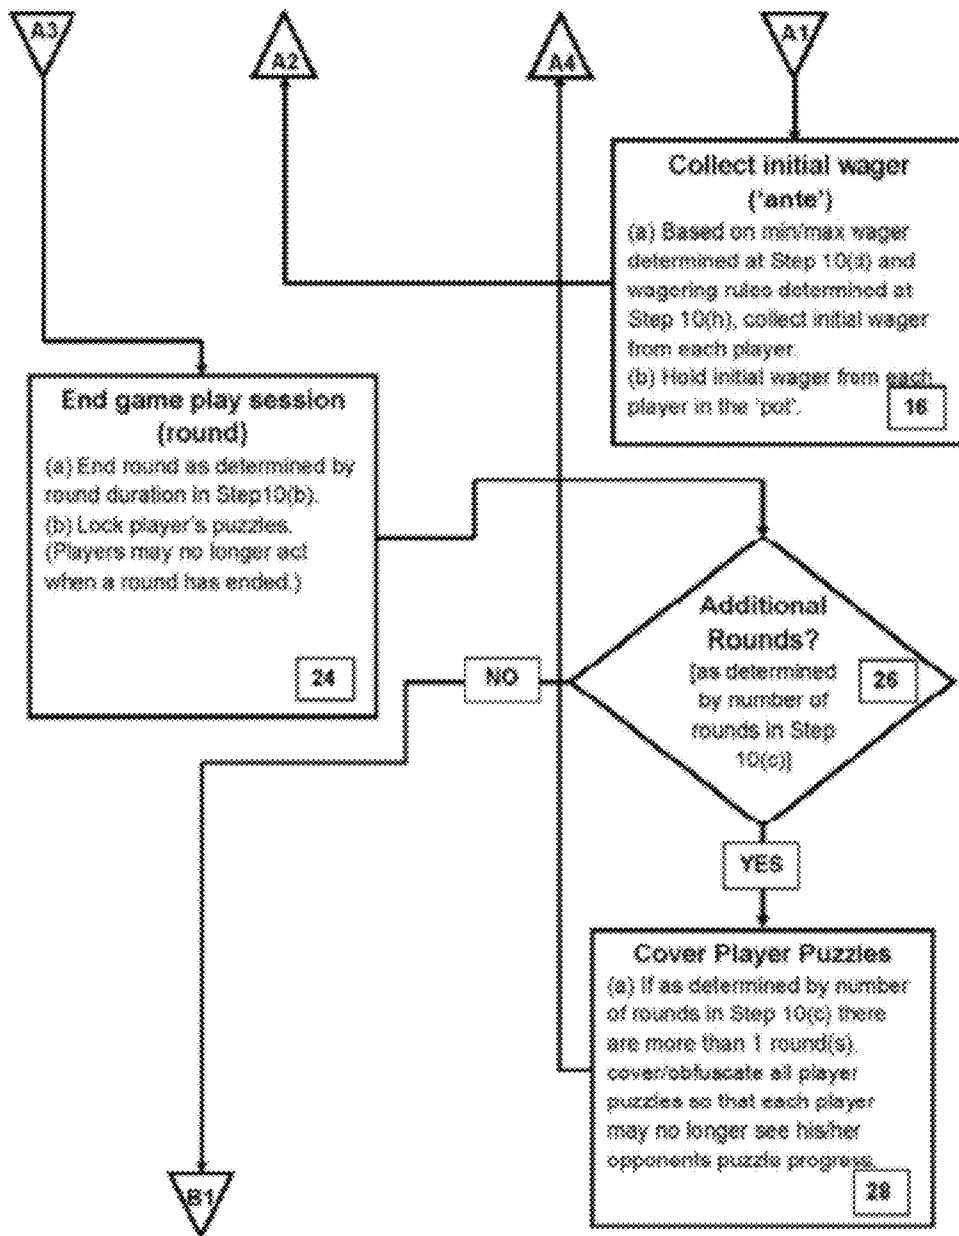 A3
A2
A4
A1
Collect initial wager
('ante')
(a) Based on min/max wager
determined at Step 10(d) and
wagering rules determined at
Step 10(h), collect initial wager
from each player.
(b) Hold initial wager from each
player in the 'pot'.
16
End game play session
(round)
(a) End round as determined by
round duration in Step10(b).
(b) Lock player's puzzles.
(Players may no longer act
when a round has ended.)
24
Additional
Rounds?
[as determined
by number of
rounds in Step
10(c)]
26
NO
YES
Cover Player Puzzles
(a) If as determined by number
of rounds in Step 10(c) there
are more than 1 round(s).
cover/obfuscate all player
puzzles so that each player
may no longer see his/her
opponents puzzle progress.
28
B1